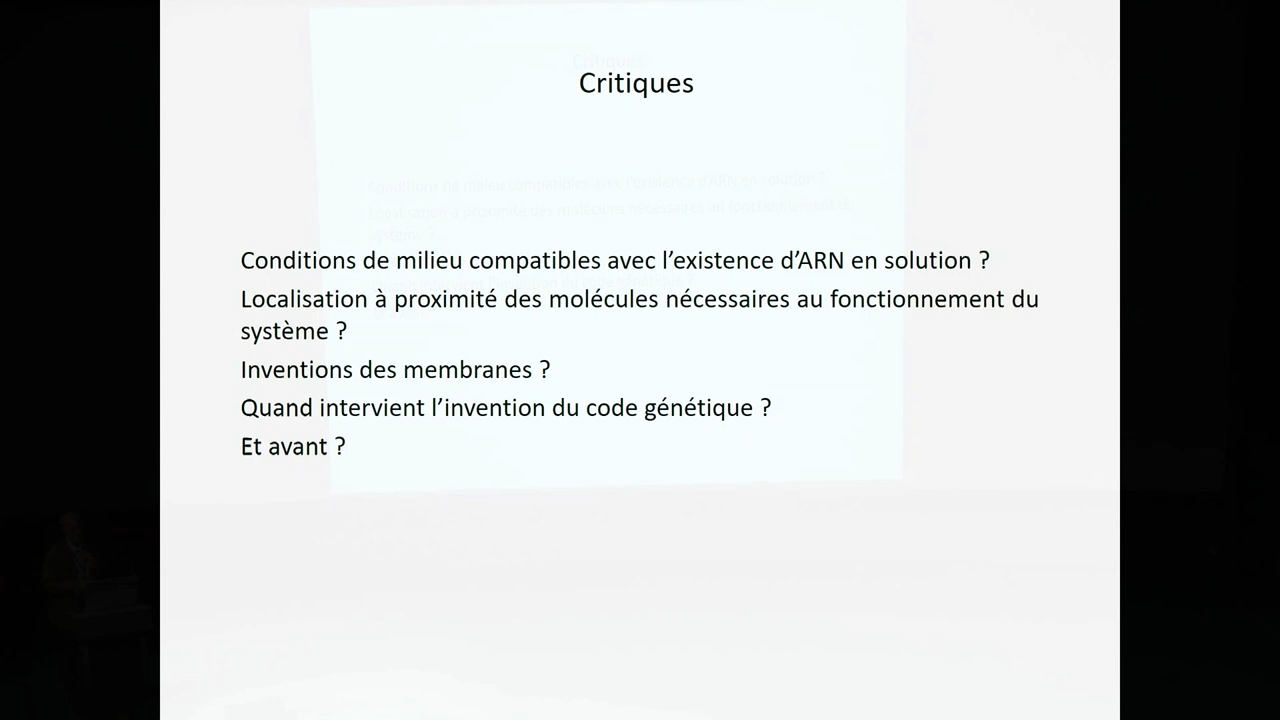 Critiques
Conditions de milieu compatibles avec l’existence d’ARN en solution ?
Localisation à proximité des molécules nécessaires au fonctionnement du
système ?
Inventions des membranes ?
Quand intervient l’invention du code génétique ?
Et avant ?